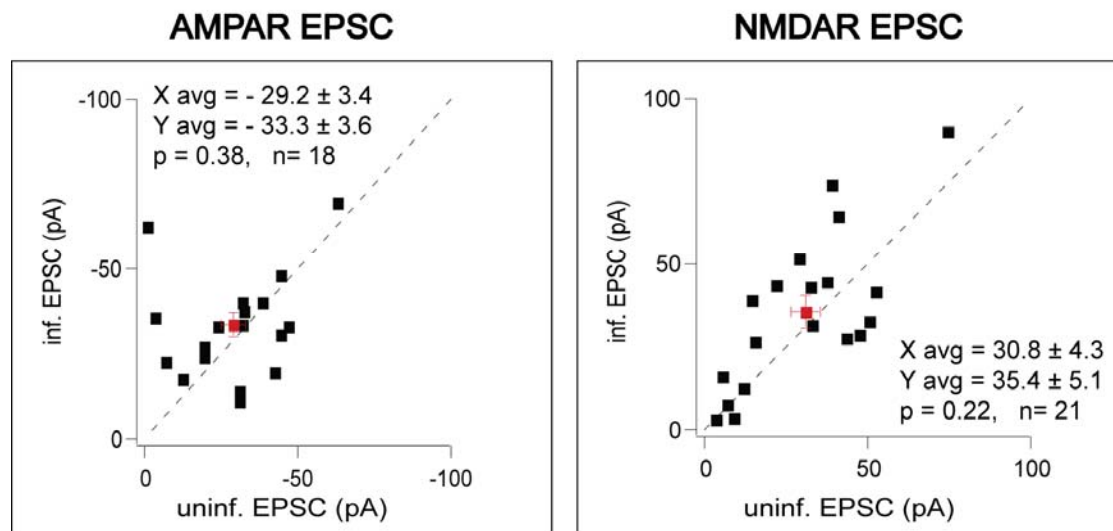 AMPAR EPSC
X avg = - 29.2 ± 3.4
Y avg = - 33.3 ± 3.6
p = 0.38, n= 18
-100
-50
0
inf. EPSC (pA)
0 -50 -100
uninf. EPSC (pA)
NMDAR EPSC
100
50
0
inf. EPSC (pA)
X avg = 30.8 ± 4.3
Y avg = 35.4 ± 5.1
p = 0.22, n= 21
0 50 100
uninf. EPSC (pA)